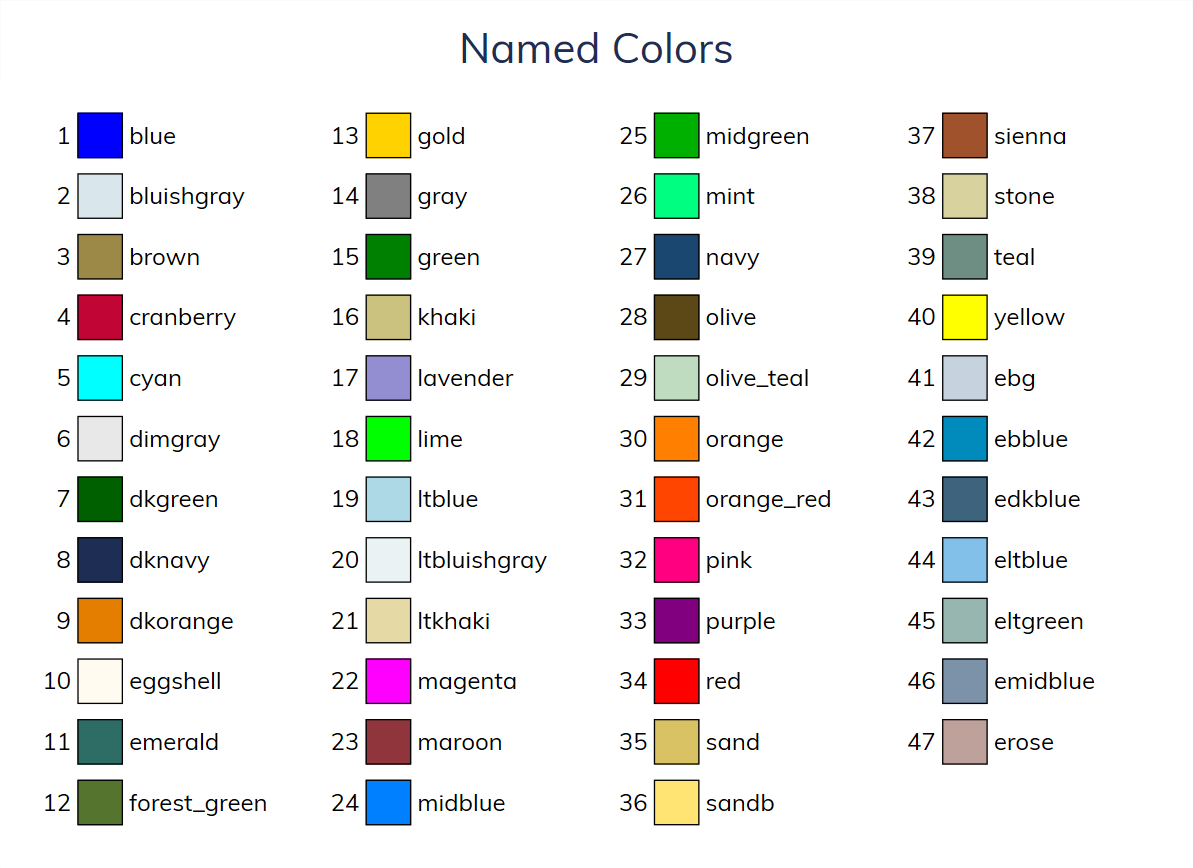 Named Colors
1 blue
2 bluishgray
3 brown
4 cranberry
5 cyan
6 dimgray
7 dkgreen
8 dknavy
9 dkorange
10 eggshell
11 emerald
12 forest_green
13 gold
14 gray
15 green
16 khaki
17 lavender
18 lime
19 ltblue
20 ltbluishgray
21 ltkhaki
22 magenta
23 maroon
24 midblue
25 midgreen
26 mint
27 navy
28 olive
29 olive_teal
30 orange
31 orange_red
32 pink
33 purple
34 red
35 sand
36 sandb
37 sienna
38 stone
39 teal
40 yellow
41 ebg
42 ebblue
43 edkblue
44 eltblue
45 eltgreen
46 emidblue
47 erose